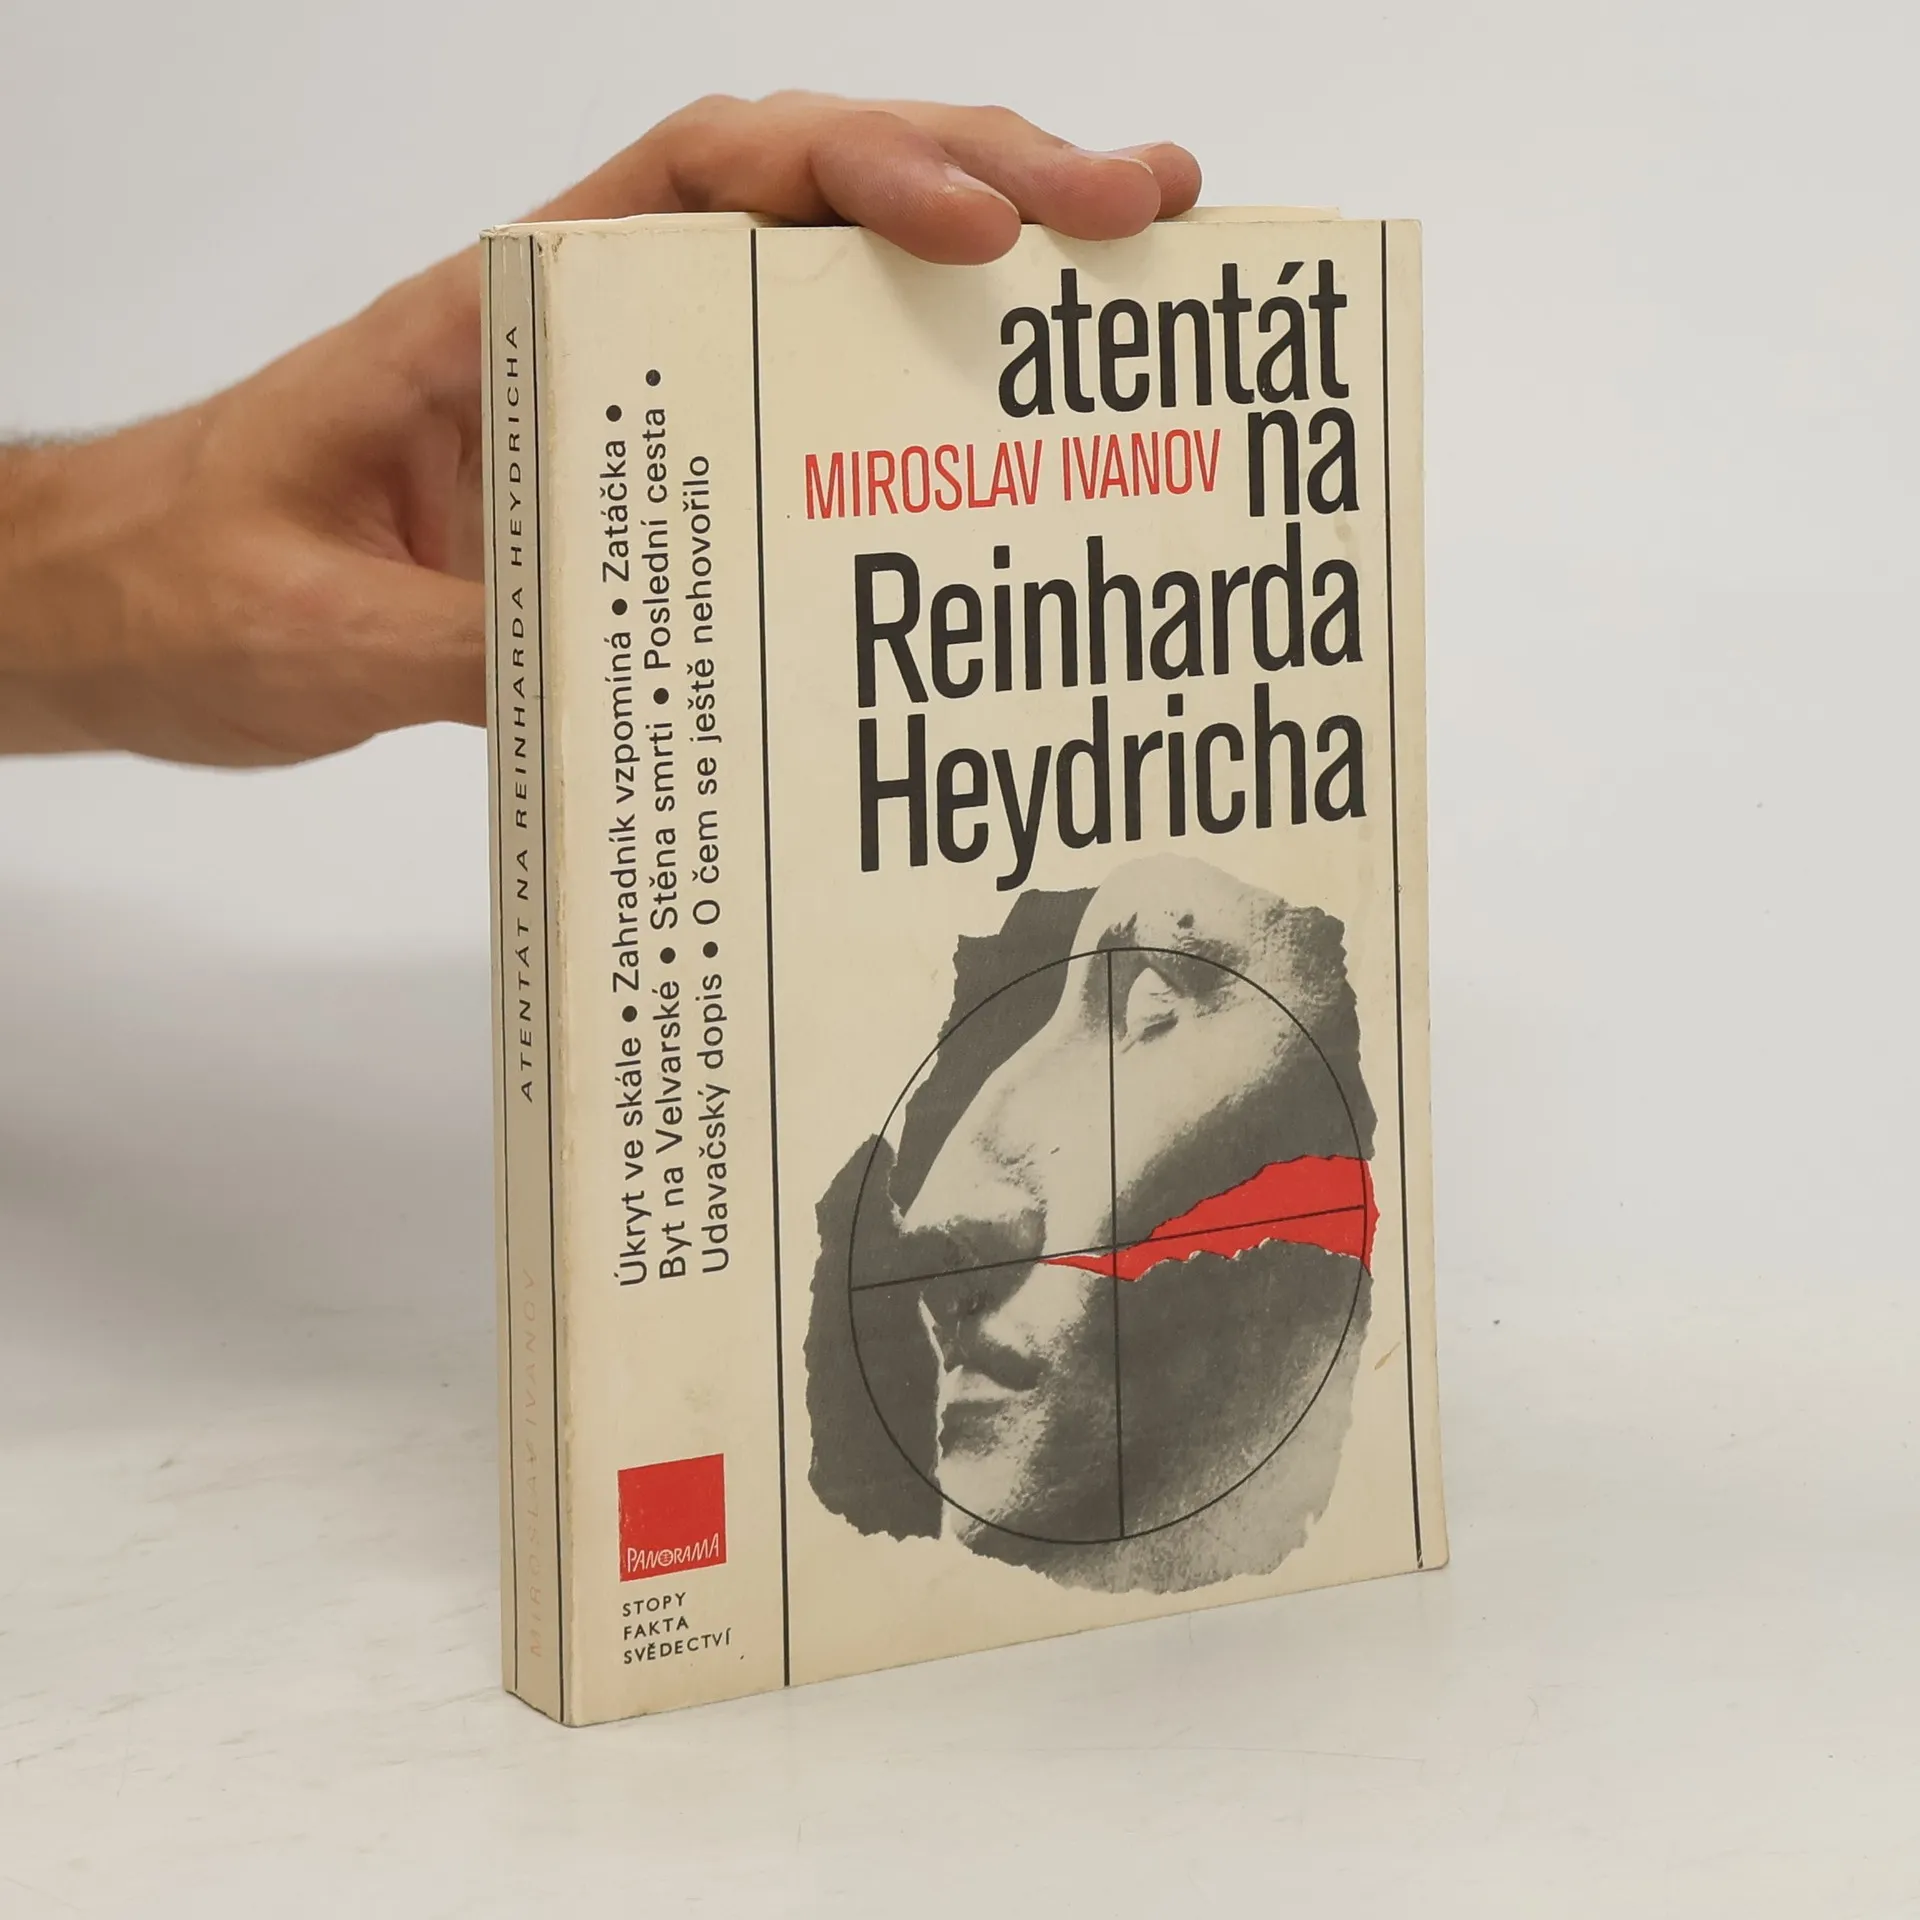 atentát
MIROSLAV IVANOV na
Reinharda
Heydricha
Úkryt ve skále • Zahradník vzpomíná • Zatáčka •
Byt na Velvarské • Stěna smrti • Poslední cesta •
Udavačský dopis • O čem se ještě nehovořilo
PANORAMA
STOPY
FAKTA
SVĚDECTVÍ
MIROSLAV IVANOV ATENTÁT NA REINHARDA HEYDRICHA